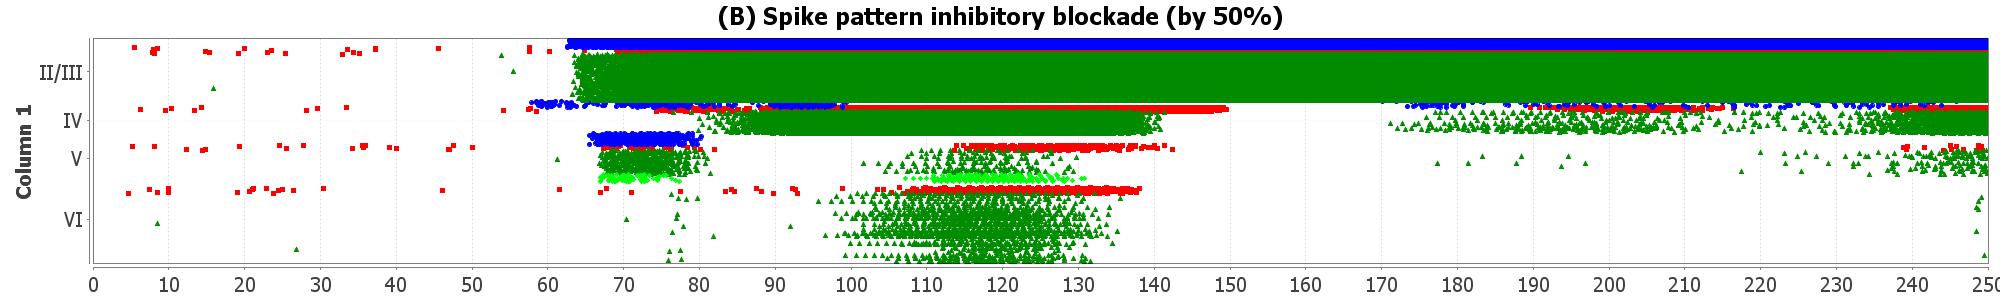 (B) Spike pattern inhibitory blockade (by 50%)
Column 1
II/III
IV
V
VI
0 10 20 30 40 50 60 70 80 90 100 110 120 130 140 150 160 170 180 190 200 210 220 230 240 250